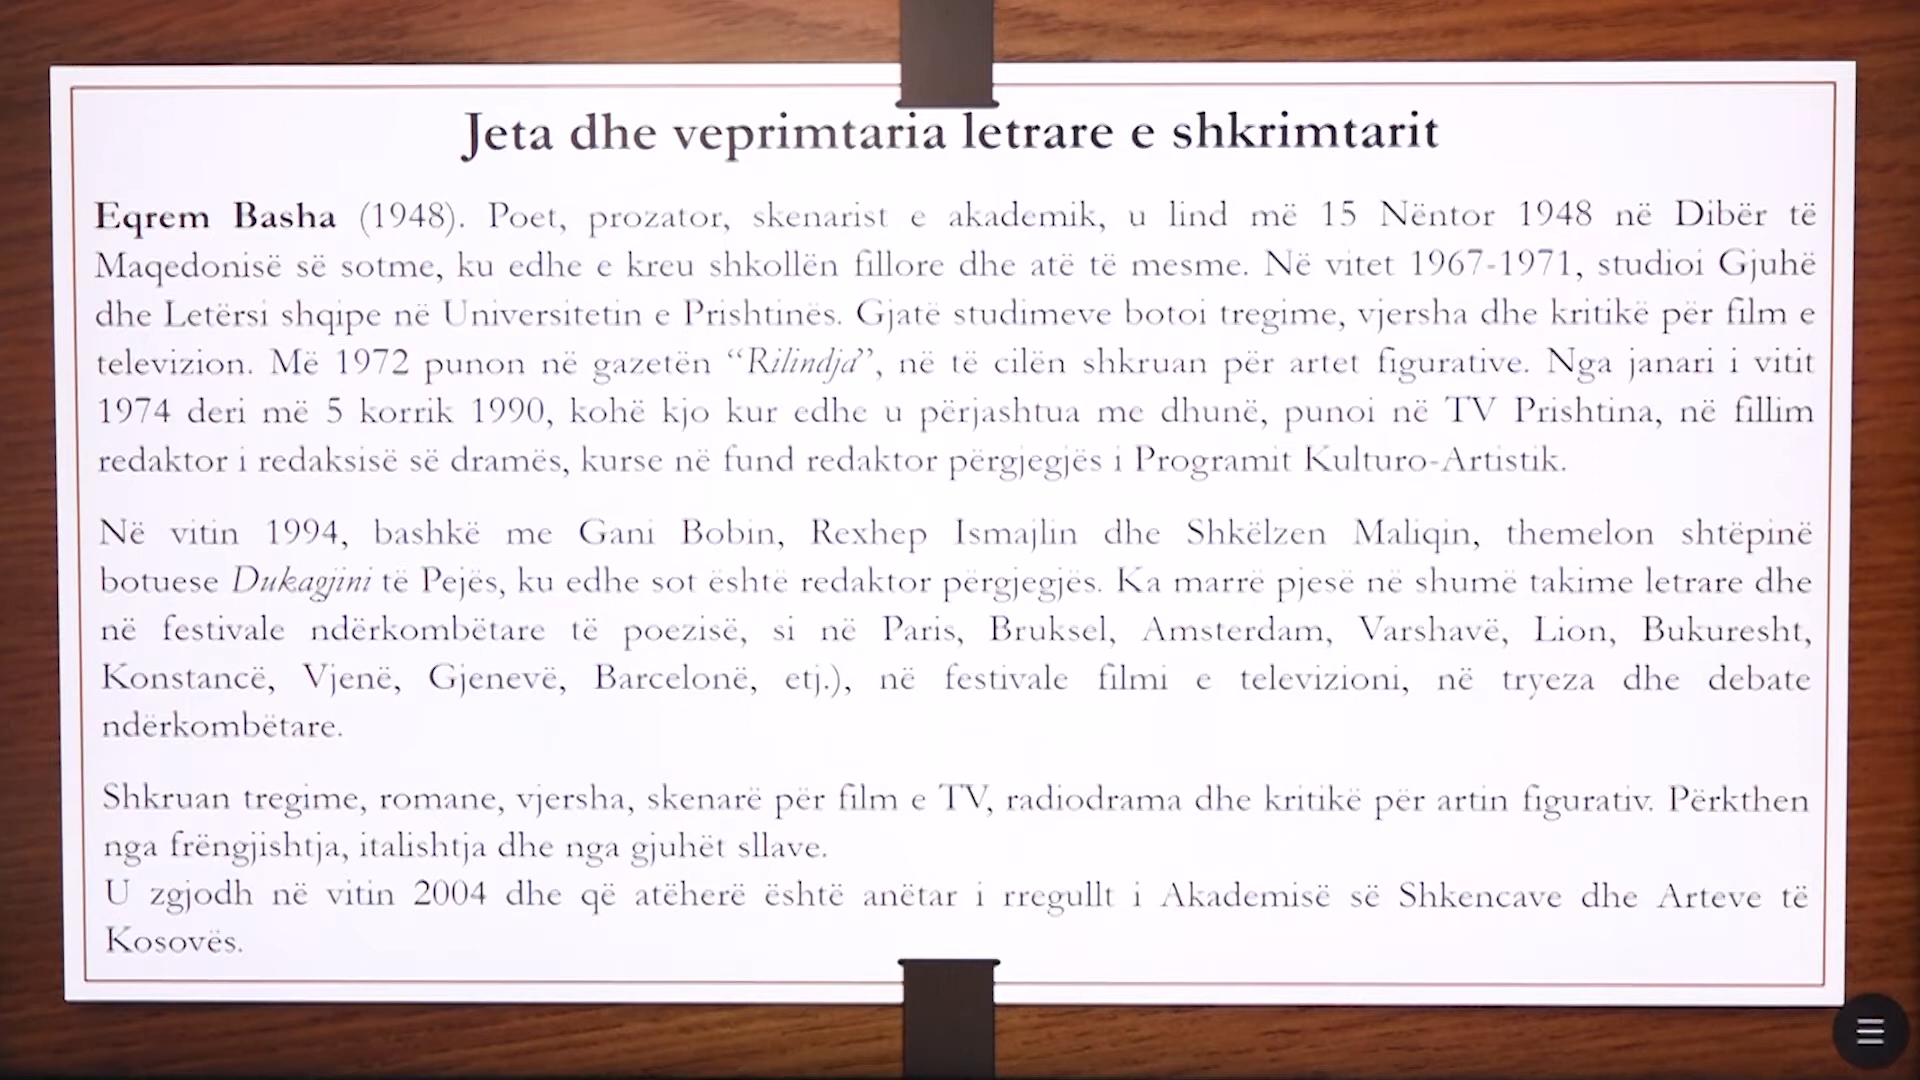 Jeta dhe veprimtaria letrare e shkrimtarit
Eqrem Basha (1948). Poet, prozator, skenarist e akademik, u lind më 15 Nëntor 1948 në Dibër të
Maqedonisë së sotme, ku edhe e kreu shkollën fillore dhe atë të mesme. Në vitet 1967-1971, studioi Gjuhë
dhe Letërsi shqipe në Universitetin e Prishtinës. Gjatë studimeve botoi tregime, vjersha dhe kritikë për film e
televizion. Më 1972 punon në gazetën “Rilindja”, në të cilën shkruan për artet figurative. Nga janari i vitit
1974 deri më 5 korrik 1990, kohë kjo kur edhe u përjashtua me dhunë, punoi në TV Prishtina, në fillim
redaktor i redaksisë së dramës, kurse në fund redaktor përgjegjës i Programit Kulturo-Artistik.
Në vitin 1994, bashkë me Gani Bobin, Rexhep Ismajlin dhe Shkëlzen Maliqin, themelon shtëpinë
botuese Dukagjini të Pejës, ku edhe sot është redaktor përgjegjës. Ka marrë pjesë në shumë takime letrare dhe
në festivale ndërkombëtare të poezisë, si në Paris, Bruksel, Amsterdam, Varshavë, Lion, Bukuresht,
Konstancë, Vjenë, Gjenevë, Barcelonë, etj.), në festivale filmi e televizioni, në tryeza dhe debate
ndërkombëtare.
Shkruan tregime, romane, vjersha, skenarë për film e TV, radiodrama dhe kritikë për artin figurativ. Përkthen
nga frëngjishtja, italishtja dhe nga gjuhët sllave.
U zgjodh në vitin 2004 dhe që atëherë është anëtar i rregullt i Akademisë së Shkencave dhe Arteve të
Kosovës.